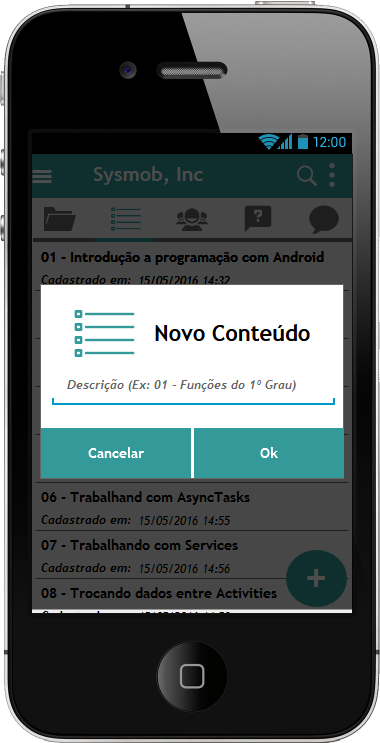 12:00
Sysmob, Inc
01 - Introdução a programação com Android
Cadastrado em: 15/05/2016 14:32
Novo Conteúdo
Descrição (Ex: 01 - Funções do 1º Grau)
Cancelar
Ok
06 - Trabalhand com AsyncTasks
Cadastrado em: 15/05/2016 14:55
07 - Trabalhando com Services
Cadastrado em: 15/05/2016 14:56
08 - Trocando dados entre Activities